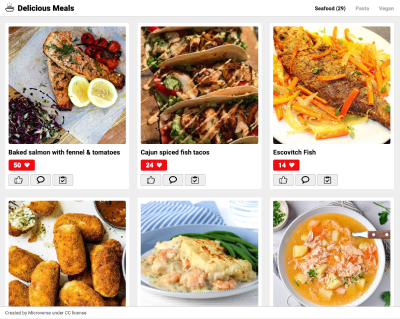 Delicious Meals
Seafood (29) Pasta Vegan
Baked salmon with fennel & tomatoes
50
Cajun spiced fish tacos
24
Escovitch Fish
14
Created by Microverse under CC license